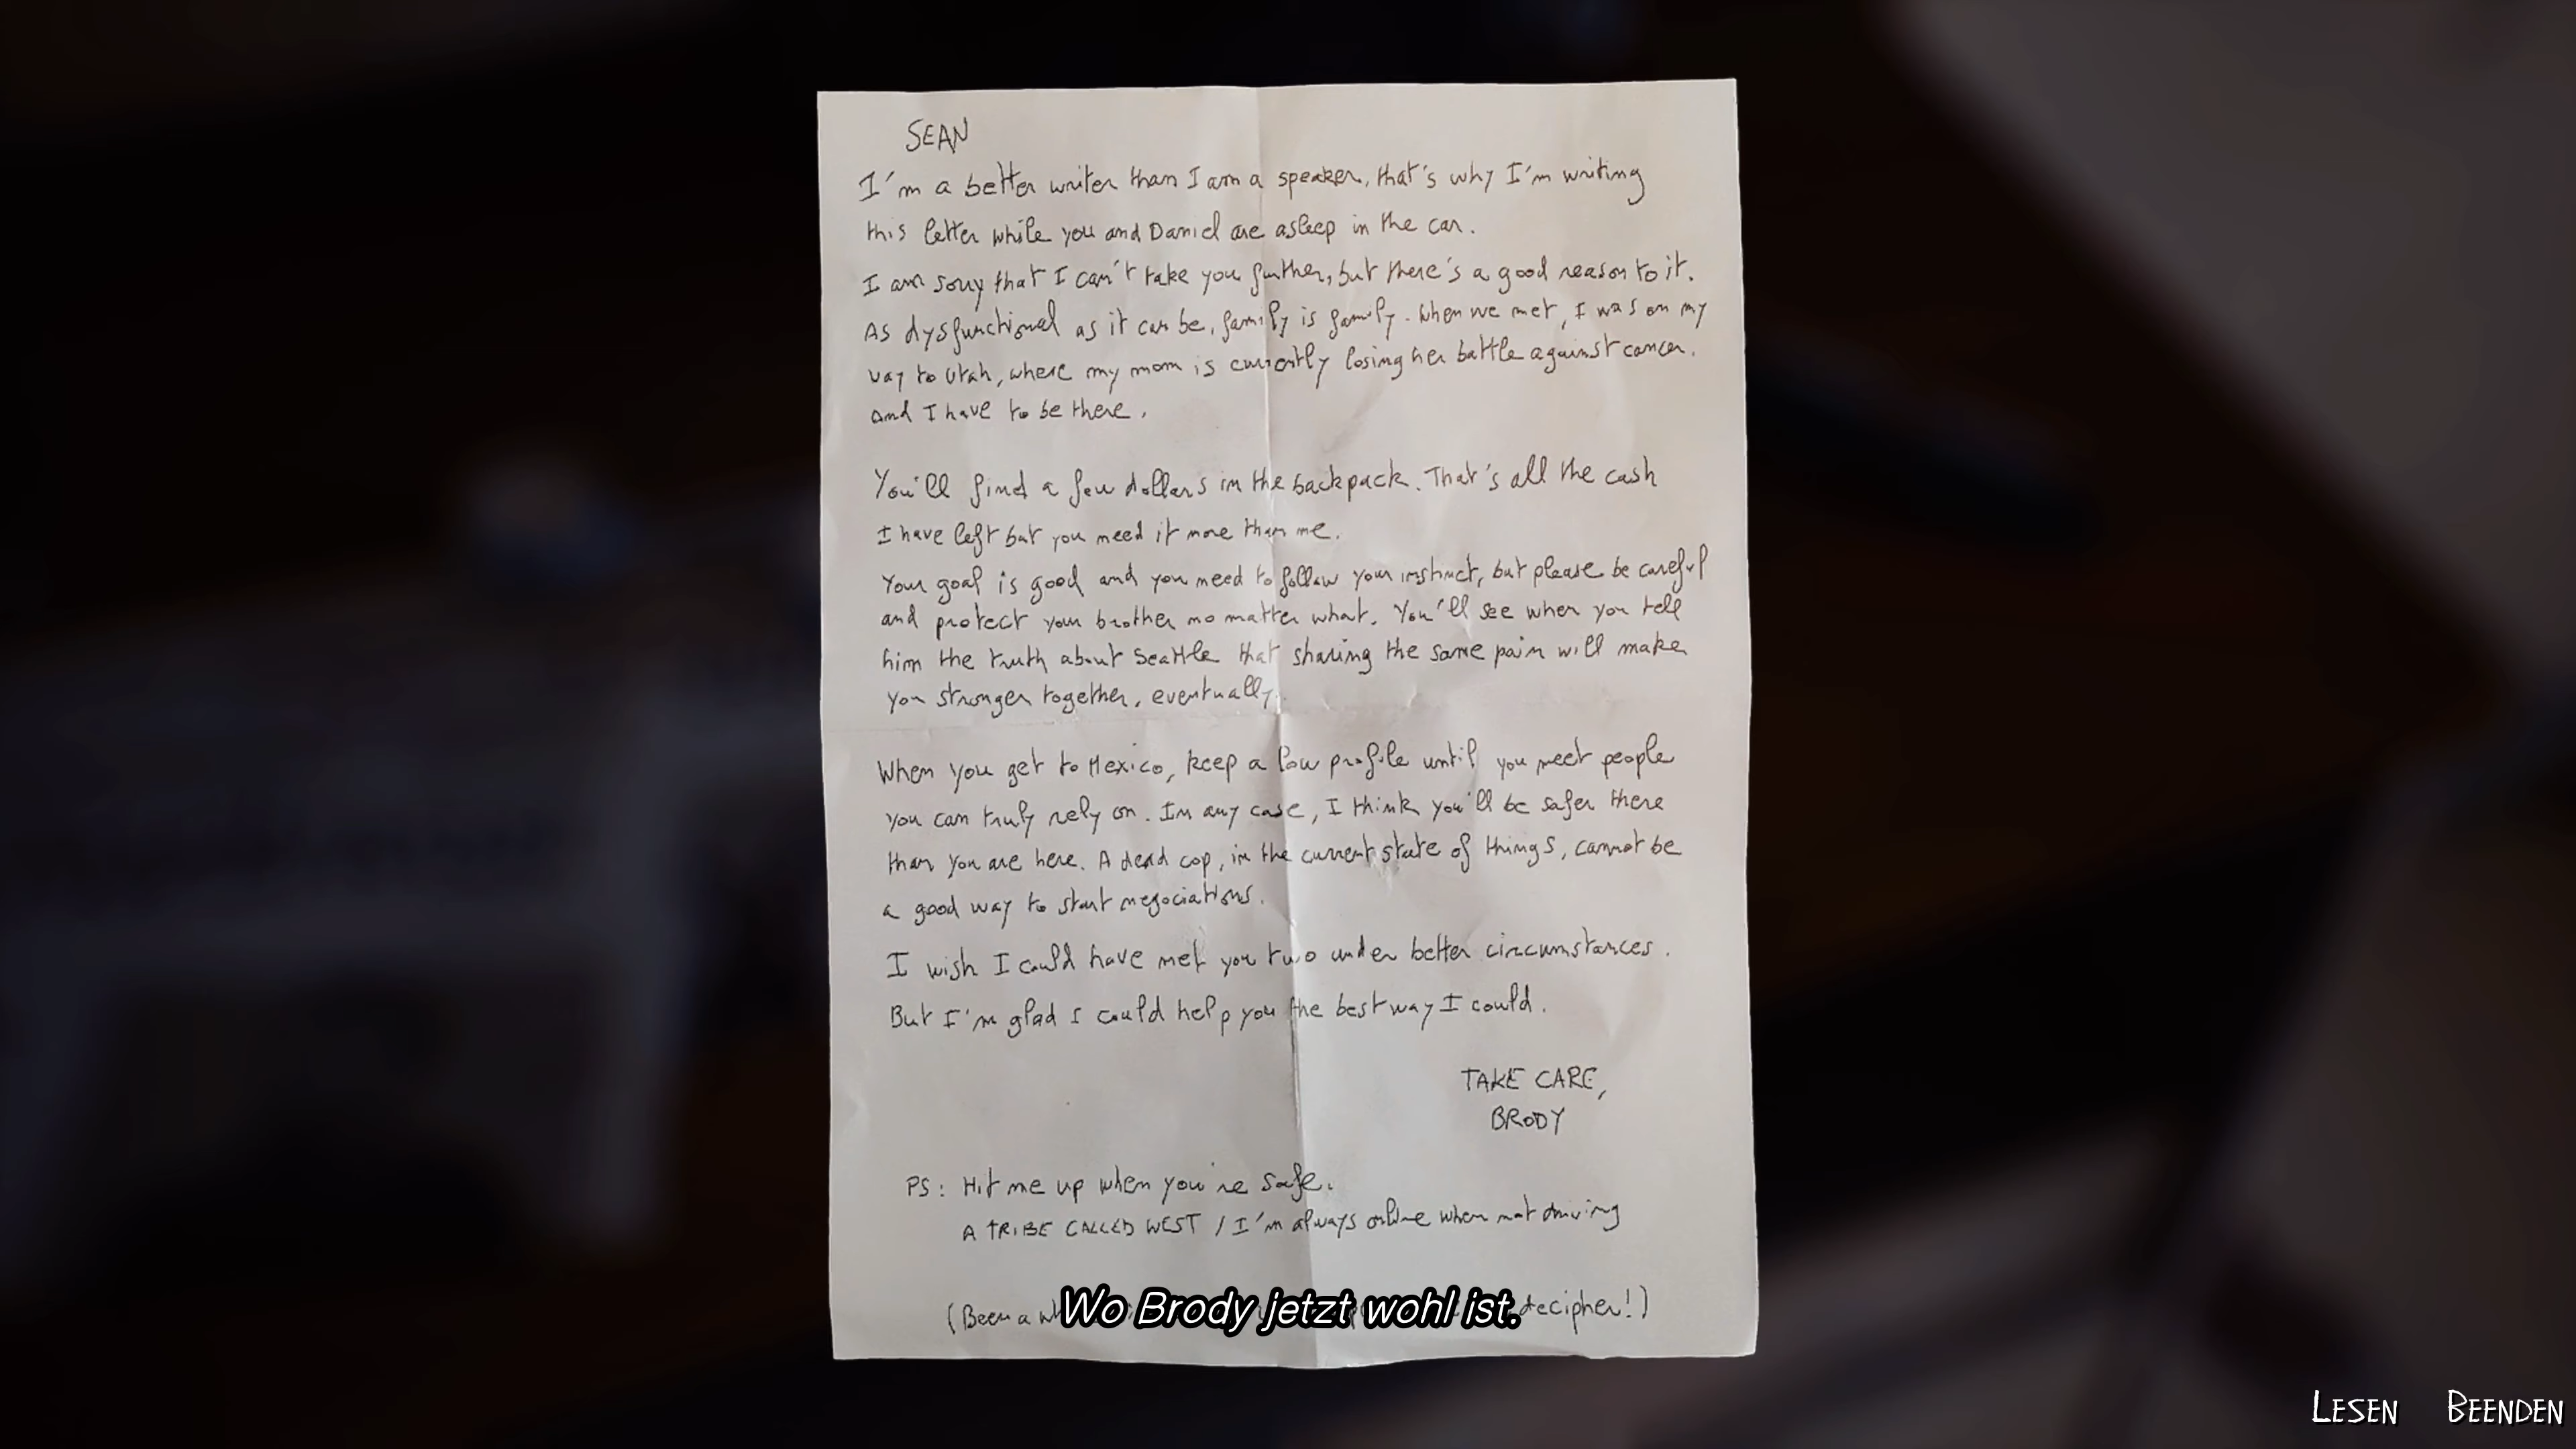 SEAN
I'm a better writer than I am a speaker, that's why I'm writing
this letter while you and Daniel are asleep in the car.
I am sorry that I can't take you further, but there's a good reason to it.
As dysfunctional as it can be, family is family. When we met, I was on my
way to Utah, where my mom is currently losing her battle against cancer.
and I have to be there.
You'll find a few dollars in the backpack. That's all the cash
I have left but you need it more than me.
Your goal is good and you need to follow your instinct, but please be careful
and protect your brother no matter what. You'll see when you tell
him the truth about Seattle that sharing the same pain will make
you stronger together, eventually.
When you get to Mexico, keep a low profile until you meet people
you can truly rely on. In any case, I think you'll be safer there
than you are here. A dead cop, in the current state of things, cannot be
a good way to start negociations.
I wish I could have met you two under better circumstances.
But I'm glad I could help you the best way I could.
TAKE CARE,
BRODY
PS: Hit me up when you're safe.
A TRIBE CALLED WEST / I'm always online when not driving
(Been a decipher!)
Wo Brody jetzt wohl ist.
LESEN BEENDEN